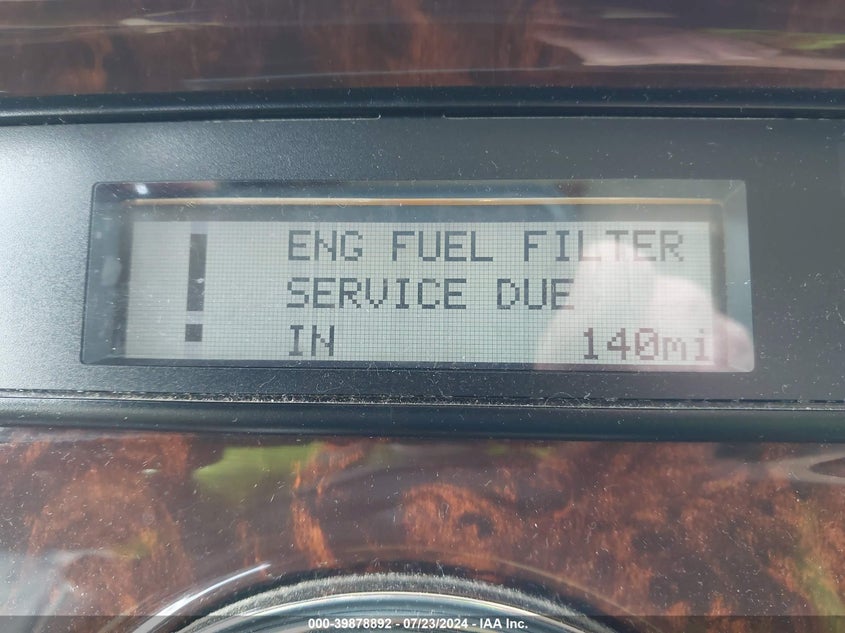 ENG FUEL FILTER
SERVICE DUE
IN 140mi
000-39878892 / 07/23/2024 - IAA Inc.